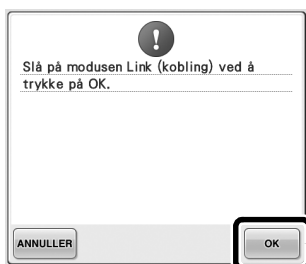 Slå på modusen Link (kobling) ved å
trykke på OK.
ANNULLER
OK